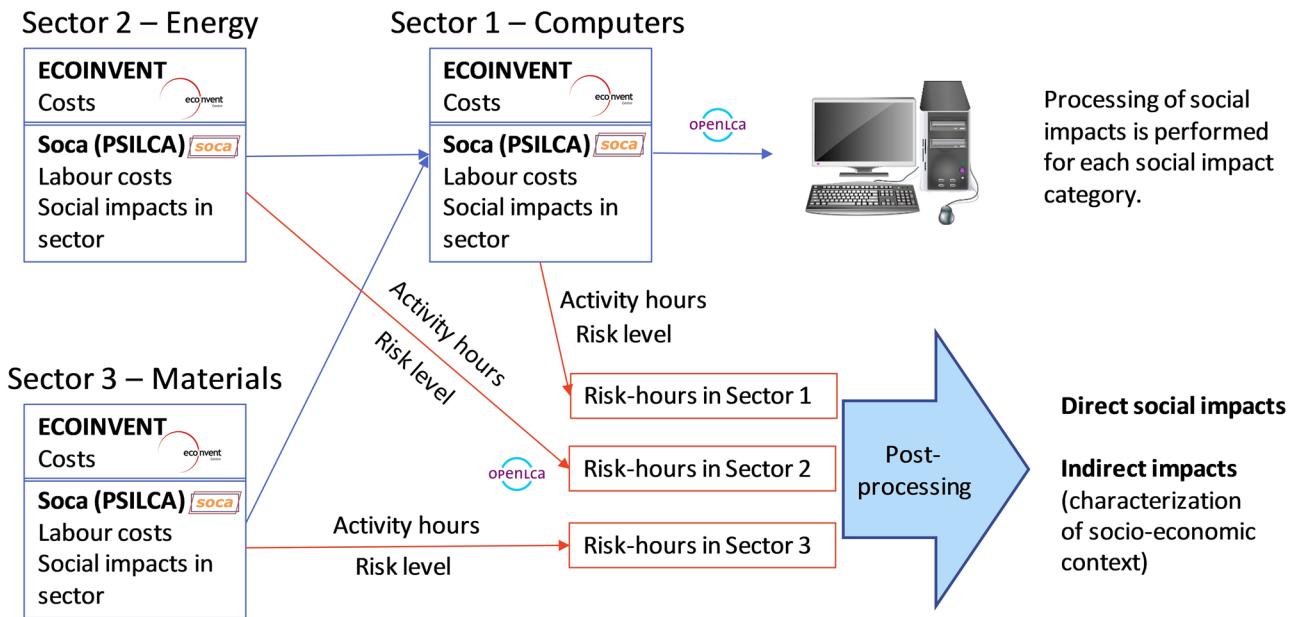 Sector 2 – Energy
ECOINVENT
Costs
ecoinvent
Centre
Soca (PSILCA)
soca
Labour costs
Social impacts in
sector
Sector 1 – Computers
ECOINVENT
Costs
ecoinvent
Centre
Soca (PSILCA)
soca
Labour costs
Social impacts in
sector
openLca
Processing of social
impacts is performed
for each social impact
category.
Activity hours
Risk level
Activity hours
Risk level
Sector 3 – Materials
ECOINVENT
Costs
ecoinvent
Centre
Soca (PSILCA)
soca
Labour costs
Social impacts in
sector
openLca
Activity hours
Risk level
Risk-hours in Sector 1
Risk-hours in Sector 2
Risk-hours in Sector 3
Post-
processing
Direct social impacts
Indirect impacts
(characterization
of socio-economic
context)